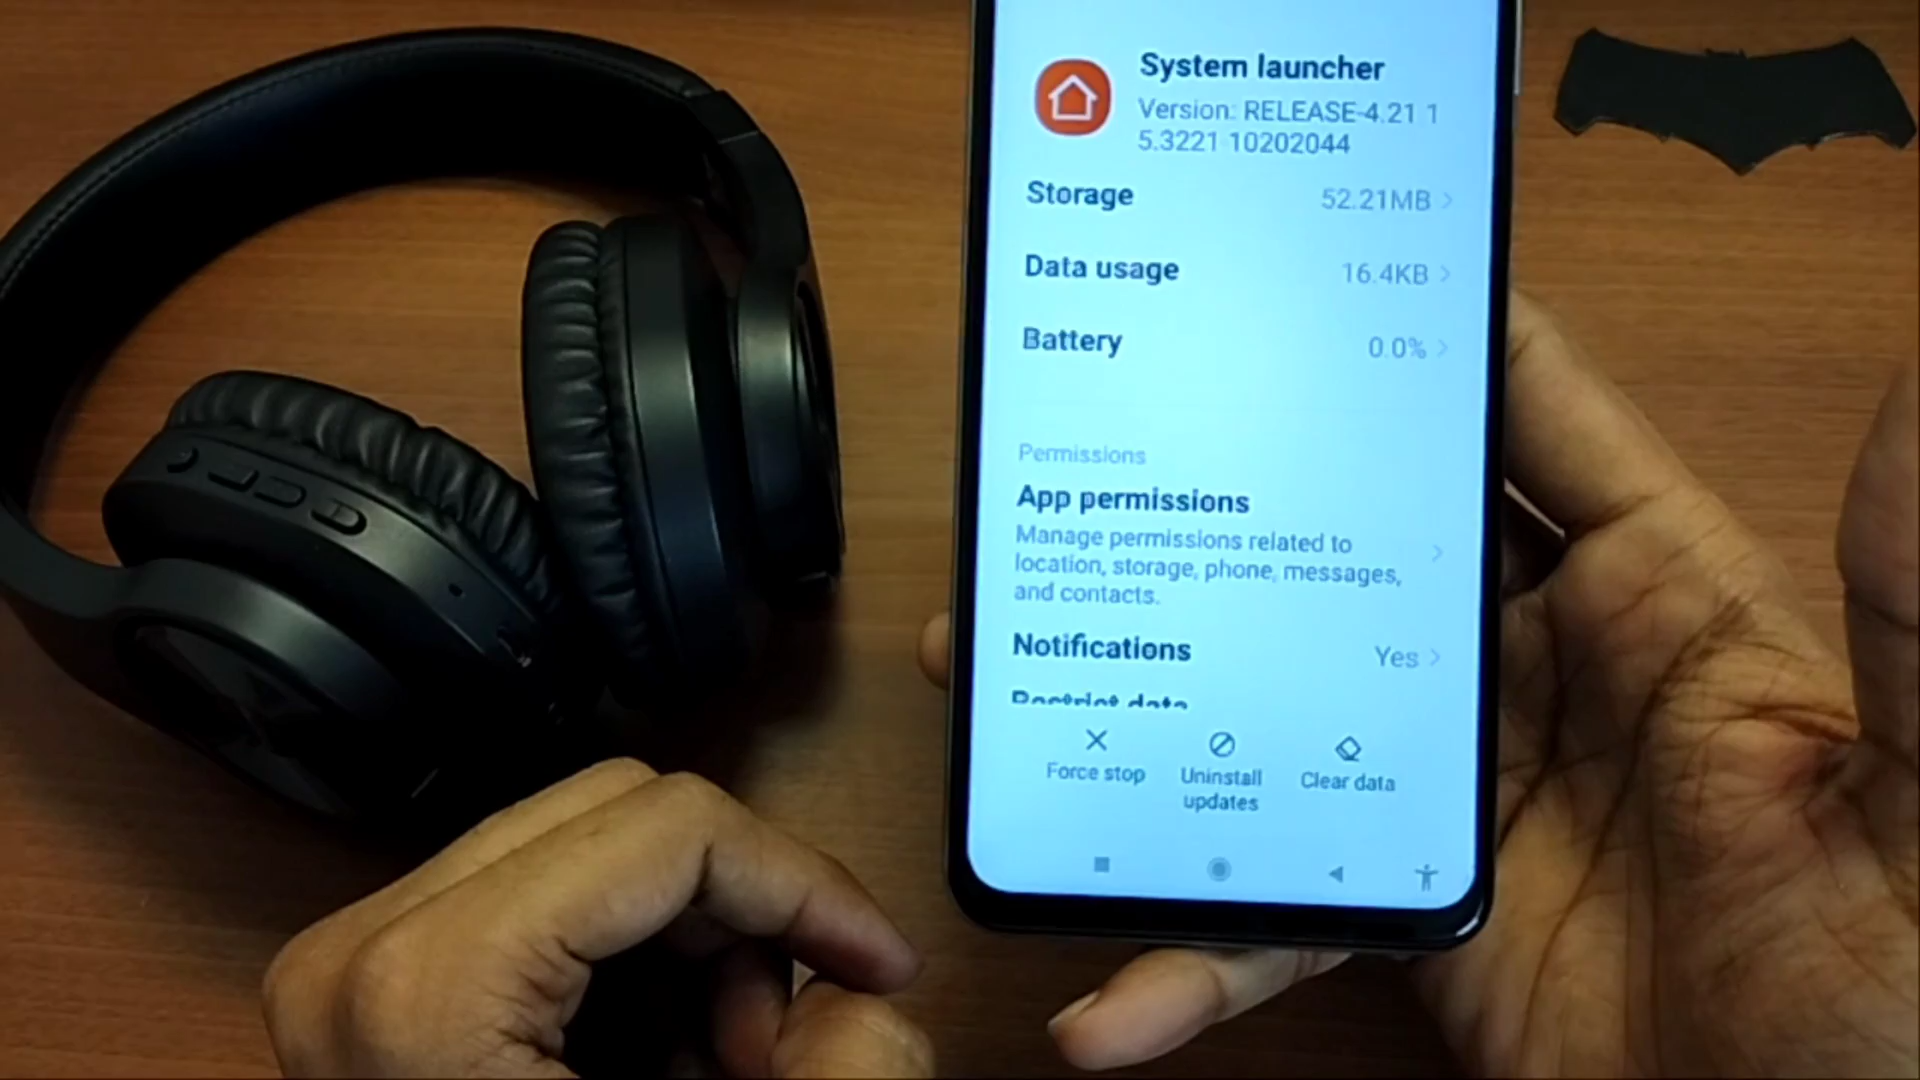 System launcher
Version: RELEASE-4.21 1
5.3221 10202044
Storage 52.21MB
Data usage 16.4KB
Battery 0.0%
Permissions
App permissions
Manage permissions related to
location, storage, phone, messages,
and contacts.
Notifications Yes
Restrict data
Force stop Uninstall updates Clear data